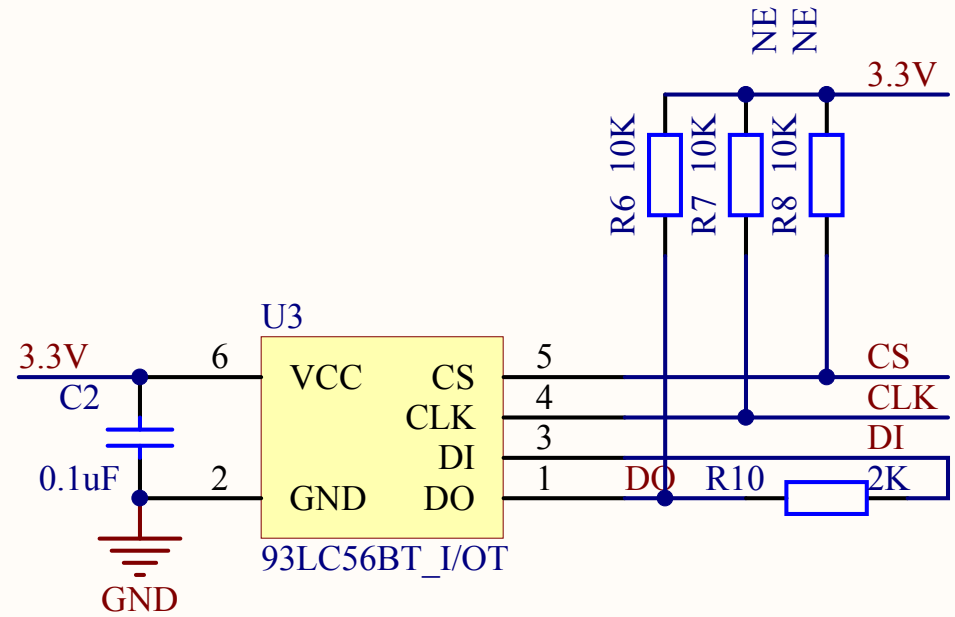 NE
NE
3.3V
R6 10K
R7 10K
R8 10K
U3
3.3V
6
VCC
CS
5
CS
C2
CLK
4
CLK
DI
3
DI
0.1uF
2
GND
DO
1
DO
R10
2K
93LC56BT_I/OT
GND